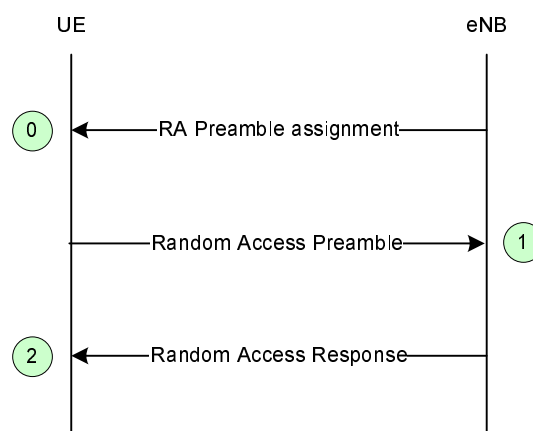 UE
eNB
0
RA Preamble assignment
Random Access Preamble
1
2
Random Access Response